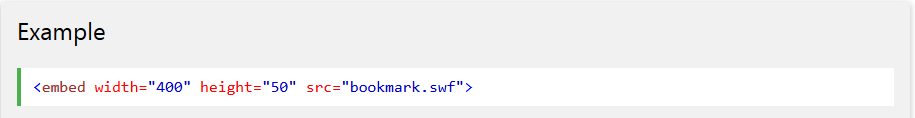 Example
<embed width="400" height="50" src="bookmark.swf">